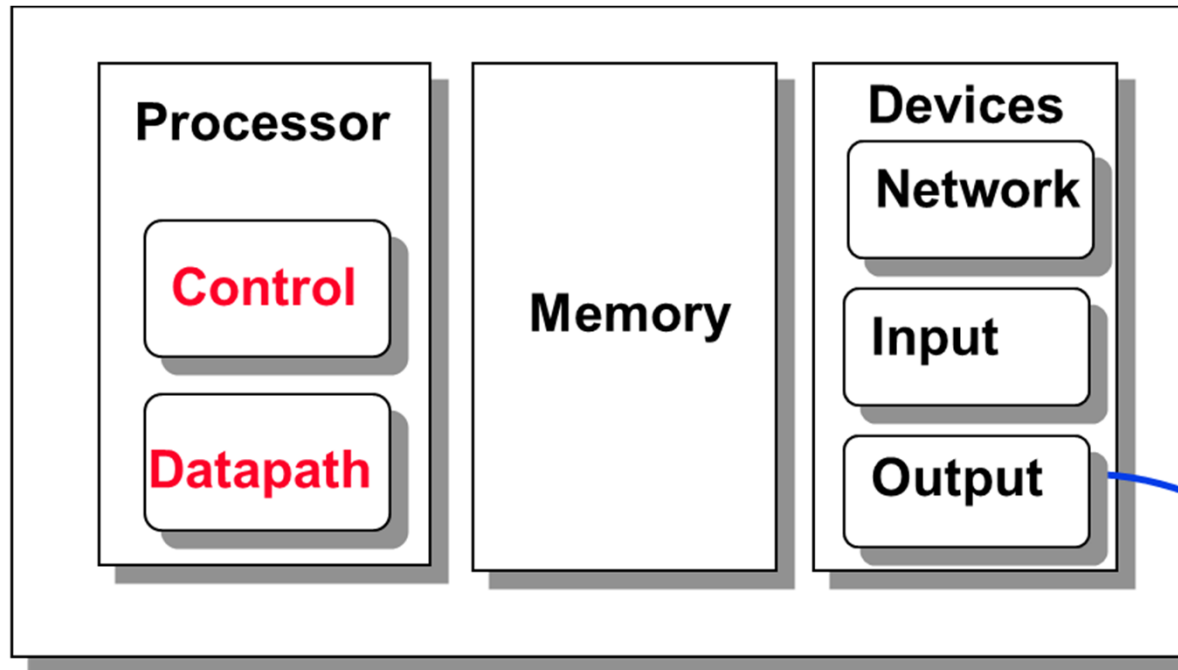 Processor
Control
Datapath
Memory
Devices
Network
Input
Output